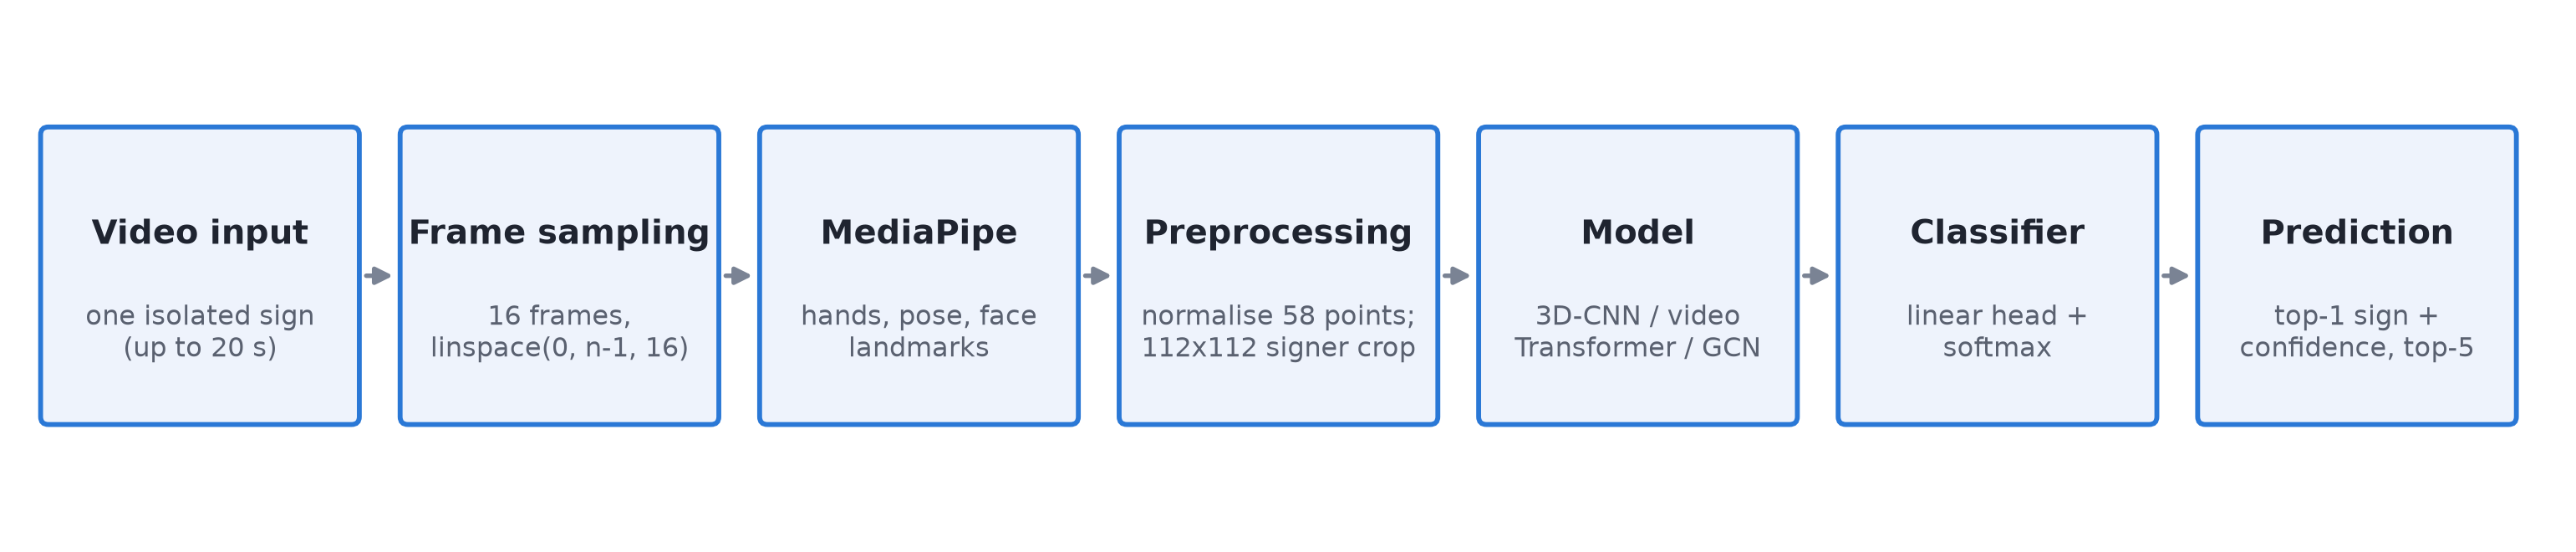 Video input
one isolated sign
(up to 20 s)
Frame sampling
16 frames,
linspace(0, n-1, 16)
MediaPipe
hands, pose, face
landmarks
Preprocessing
normalise 58 points;
112x112 signer crop
Model
3D-CNN / video
Transformer / GCN
Classifier
linear head +
softmax
Prediction
top-1 sign +
confidence, top-5